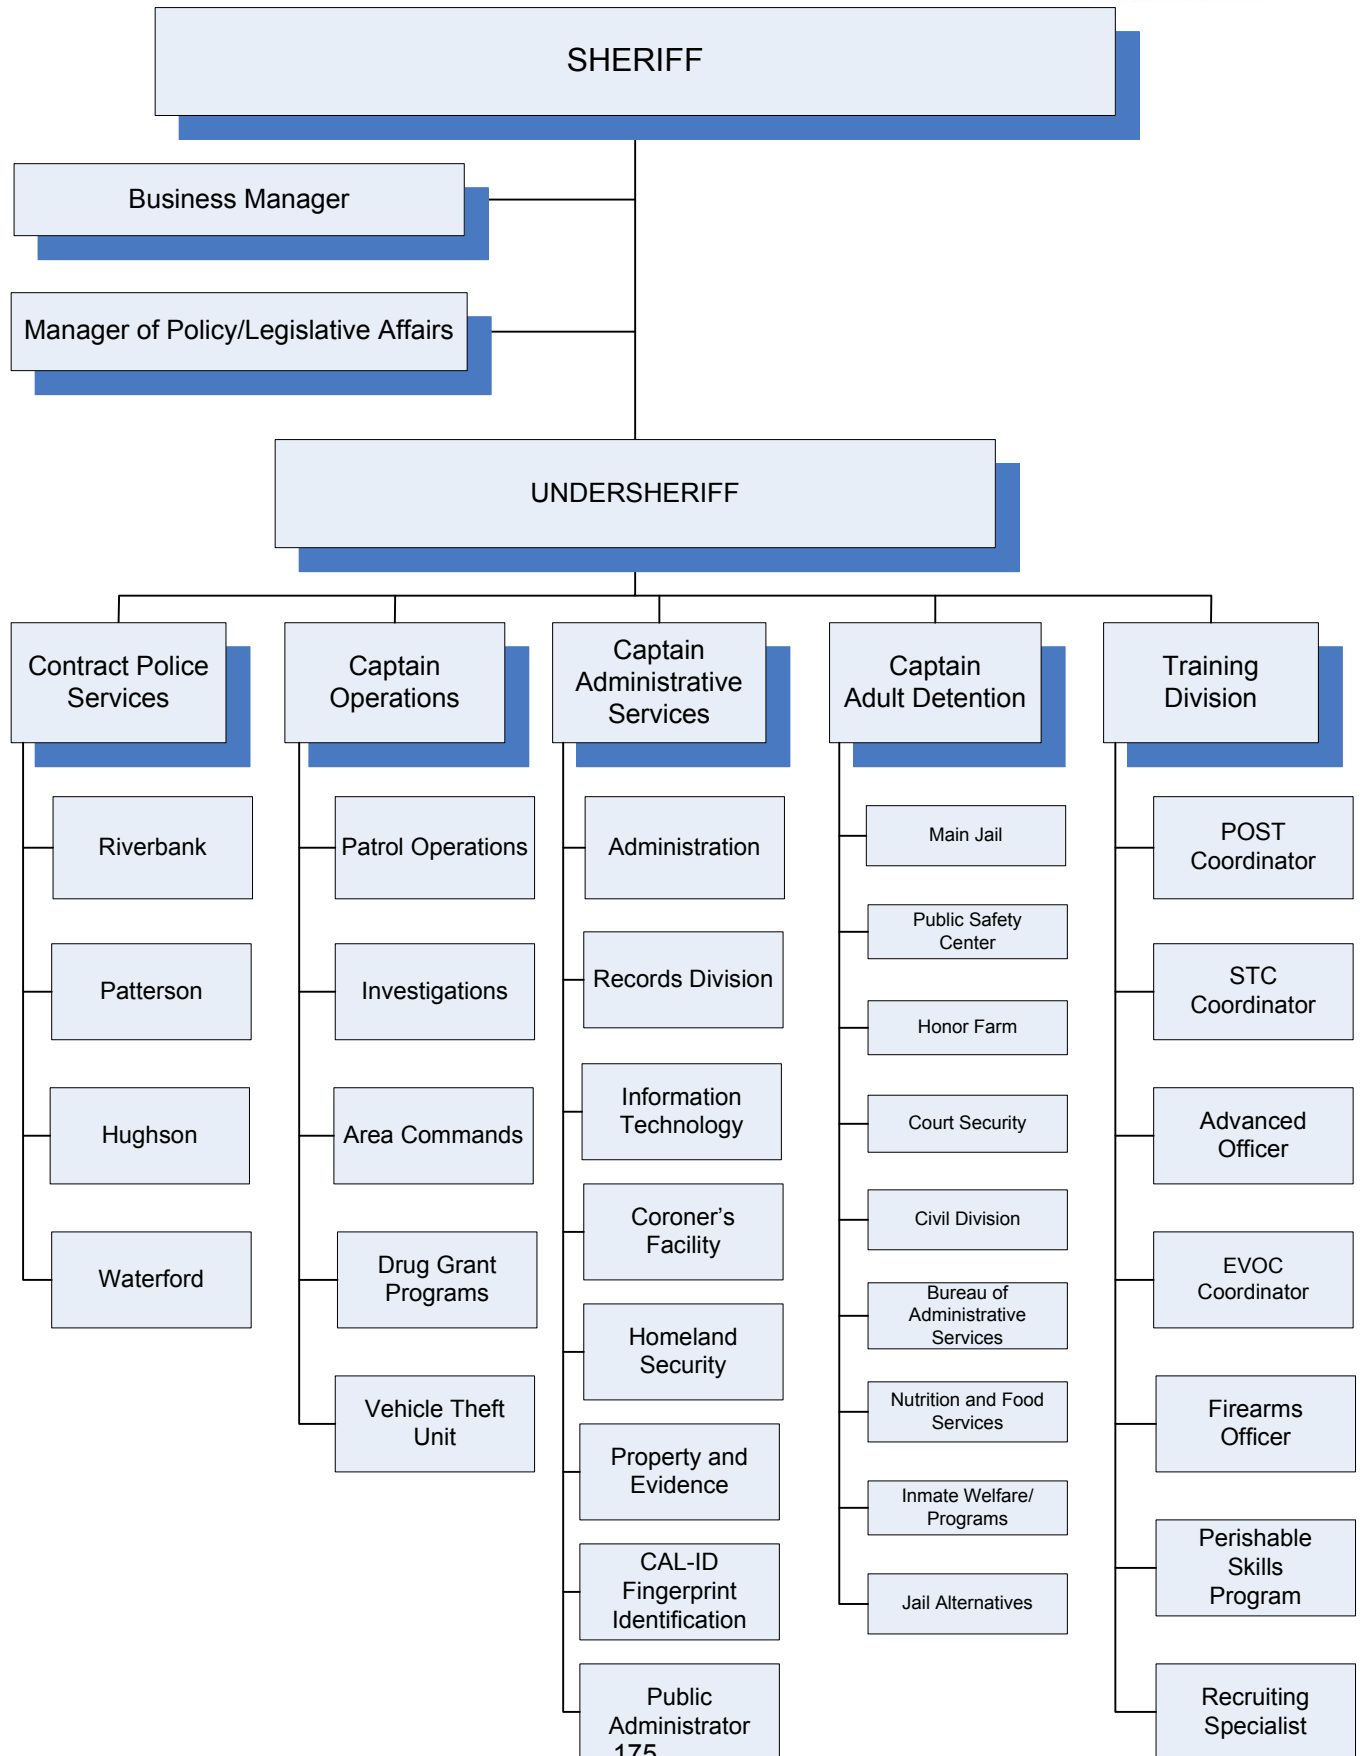 SHERIFF
Business Manager
Manager of Policy/Legislative Affairs
UNDERSHERIFF
Contract Police
Services
Riverbank
Patterson
Hughson
Waterford
Captain
Operations
Patrol Operations
Investigations
Area Commands
Drug Grant
Programs
Vehicle Theft
Unit
Captain
Administrative
Services
Administration
Records Division
Information
Technology
Coroner’s
Facility
Homeland
Security
Property and
Evidence
CAL-ID
Fingerprint
Identification
Public
Administrator
175
Captain
Adult Detention
Main Jail
Public Safety
Center
Honor Farm
Court Security
Civil Division
Bureau of
Administrative
Services
Nutrition and Food
Services
Inmate Welfare/
Programs
Jail Alternatives
Training
Division
POST
Coordinator
STC
Coordinator
Advanced
Officer
EVOC
Coordinator
Firearms
Officer
Perishable
Skills
Program
Recruiting
Specialist